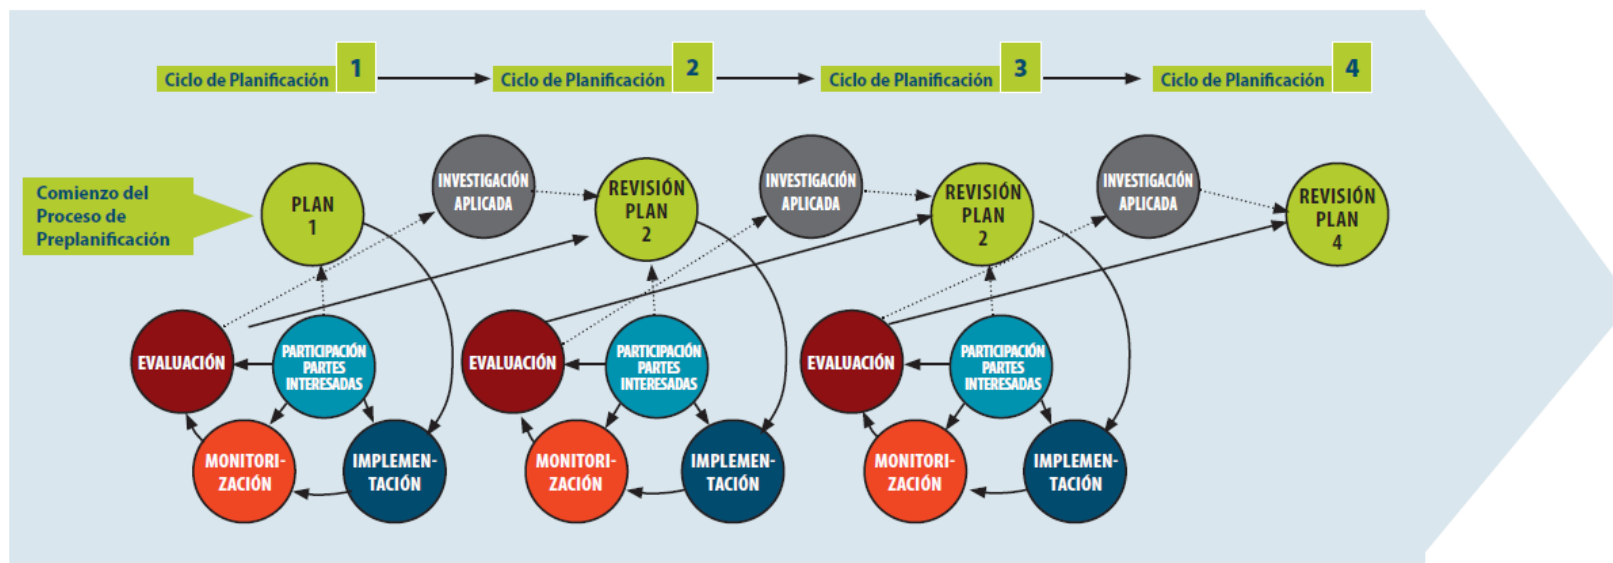 Ciclo de Planificación 1
Ciclo de Planificación 2
Ciclo de Planificación 3
Ciclo de Planificación 4
Comienzo del
Proceso de
Preplanificación
PLAN
1
INVESTIGACIÓN
APLICADA
REVISIÓN
PLAN
2
INVESTIGACIÓN
APLICADA
REVISIÓN
PLAN
2
INVESTIGACIÓN
APLICADA
REVISIÓN
PLAN
4
EVALUACIÓN
PARTICIPACIÓN
PARTES
INTERESADAS
MONITORI-
ZACIÓN
IMPLEMEN-
TACIÓN
EVALUACIÓN
PARTICIPACIÓN
PARTES
INTERESADAS
MONITORI-
ZACIÓN
IMPLEMEN-
TACIÓN
EVALUACIÓN
PARTICIPACIÓN
PARTES
INTERESADAS
MONITORI-
ZACIÓN
IMPLEMEN-
TACIÓN